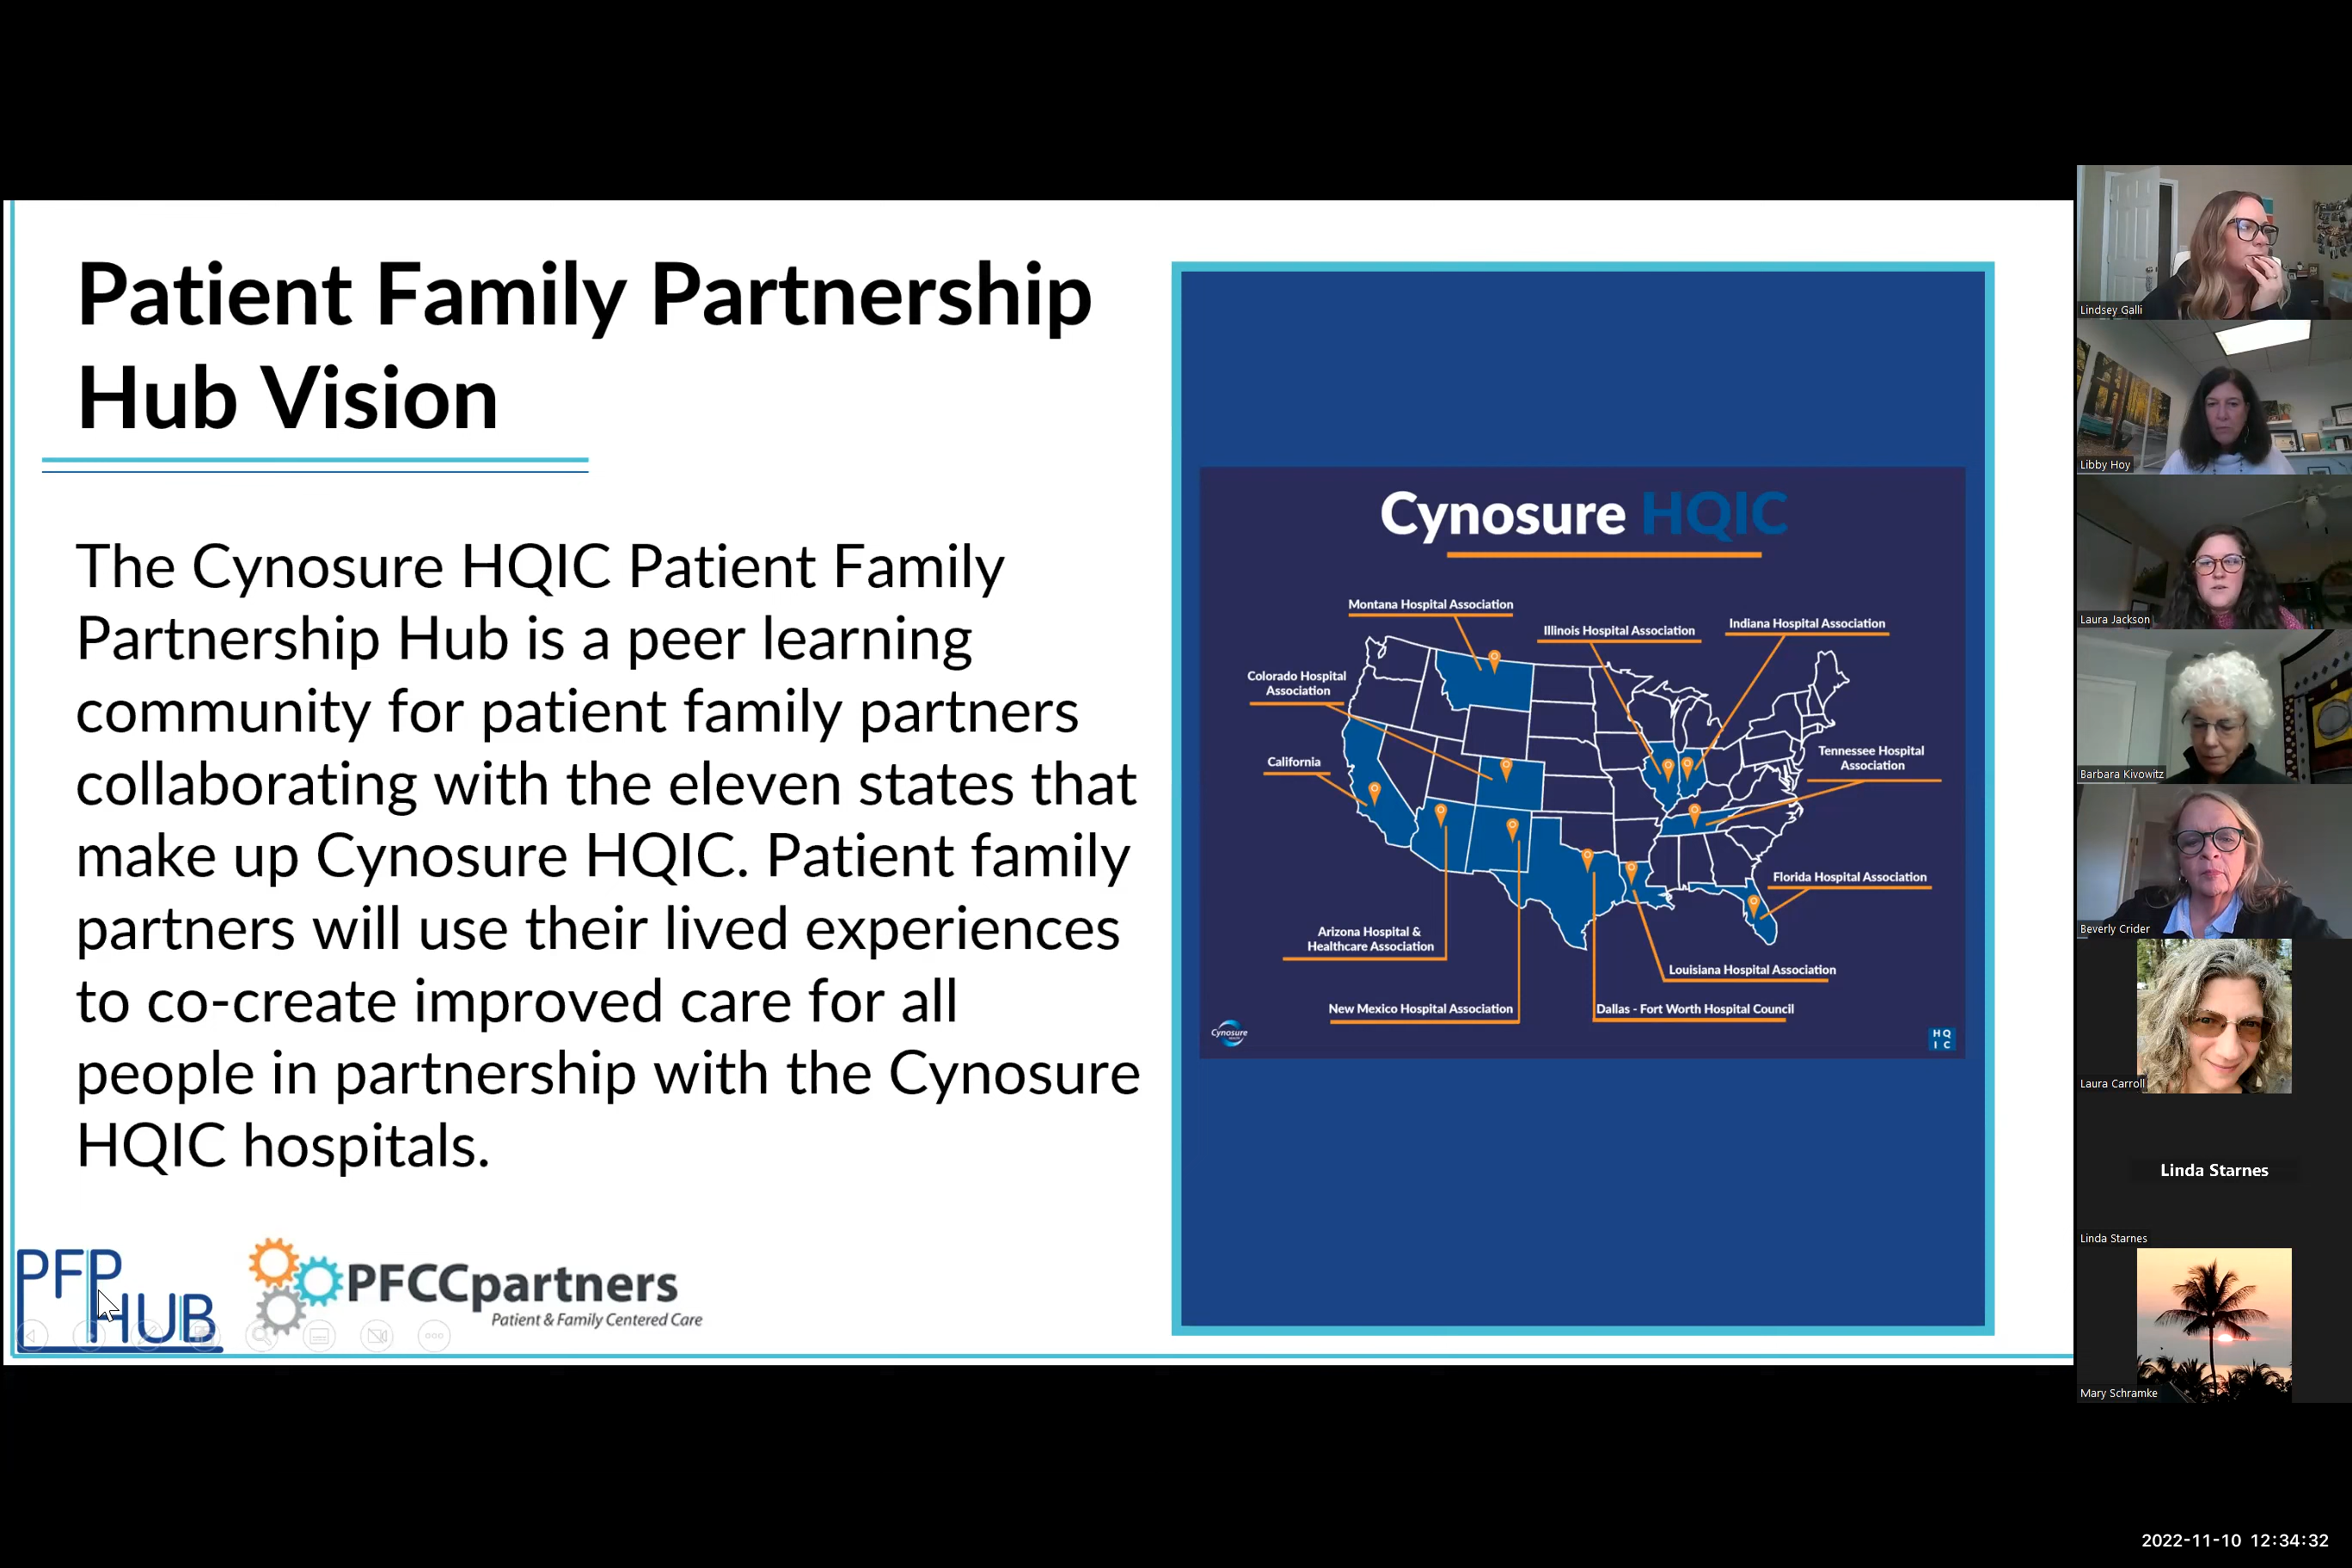 Patient Family Partnership
Hub Vision
The Cynosure HQIC Patient Family
Partnership Hub is a peer learning
community for patient family partners
collaborating with the eleven states that
make up Cynosure HQIC. Patient family
partners will use their lived experiences
to co-create improved care for all
people in partnership with the Cynosure
HQIC hospitals.
PFP
HUB
PFCCpartners
Patient & Family Centered Care
Cynosure HQIC
Montana Hospital Association
Illinois Hospital Association
Indiana Hospital Association
Colorado Hospital
Association
California
Tennessee Hospital
Association
Florida Hospital Association
Arizona Hospital &
Healthcare Association
Louisiana Hospital Association
New Mexico Hospital Association
Dallas - Fort Worth Hospital Council
Cynosure
HQ
IC
Lindsey Galli
Libby Hoy
Laura Jackson
Barbara Kivowitz
Beverly Crider
Laura Carroll
Linda Starnes
Linda Starnes
Mary Schramke
2022-11-10 12:34:32